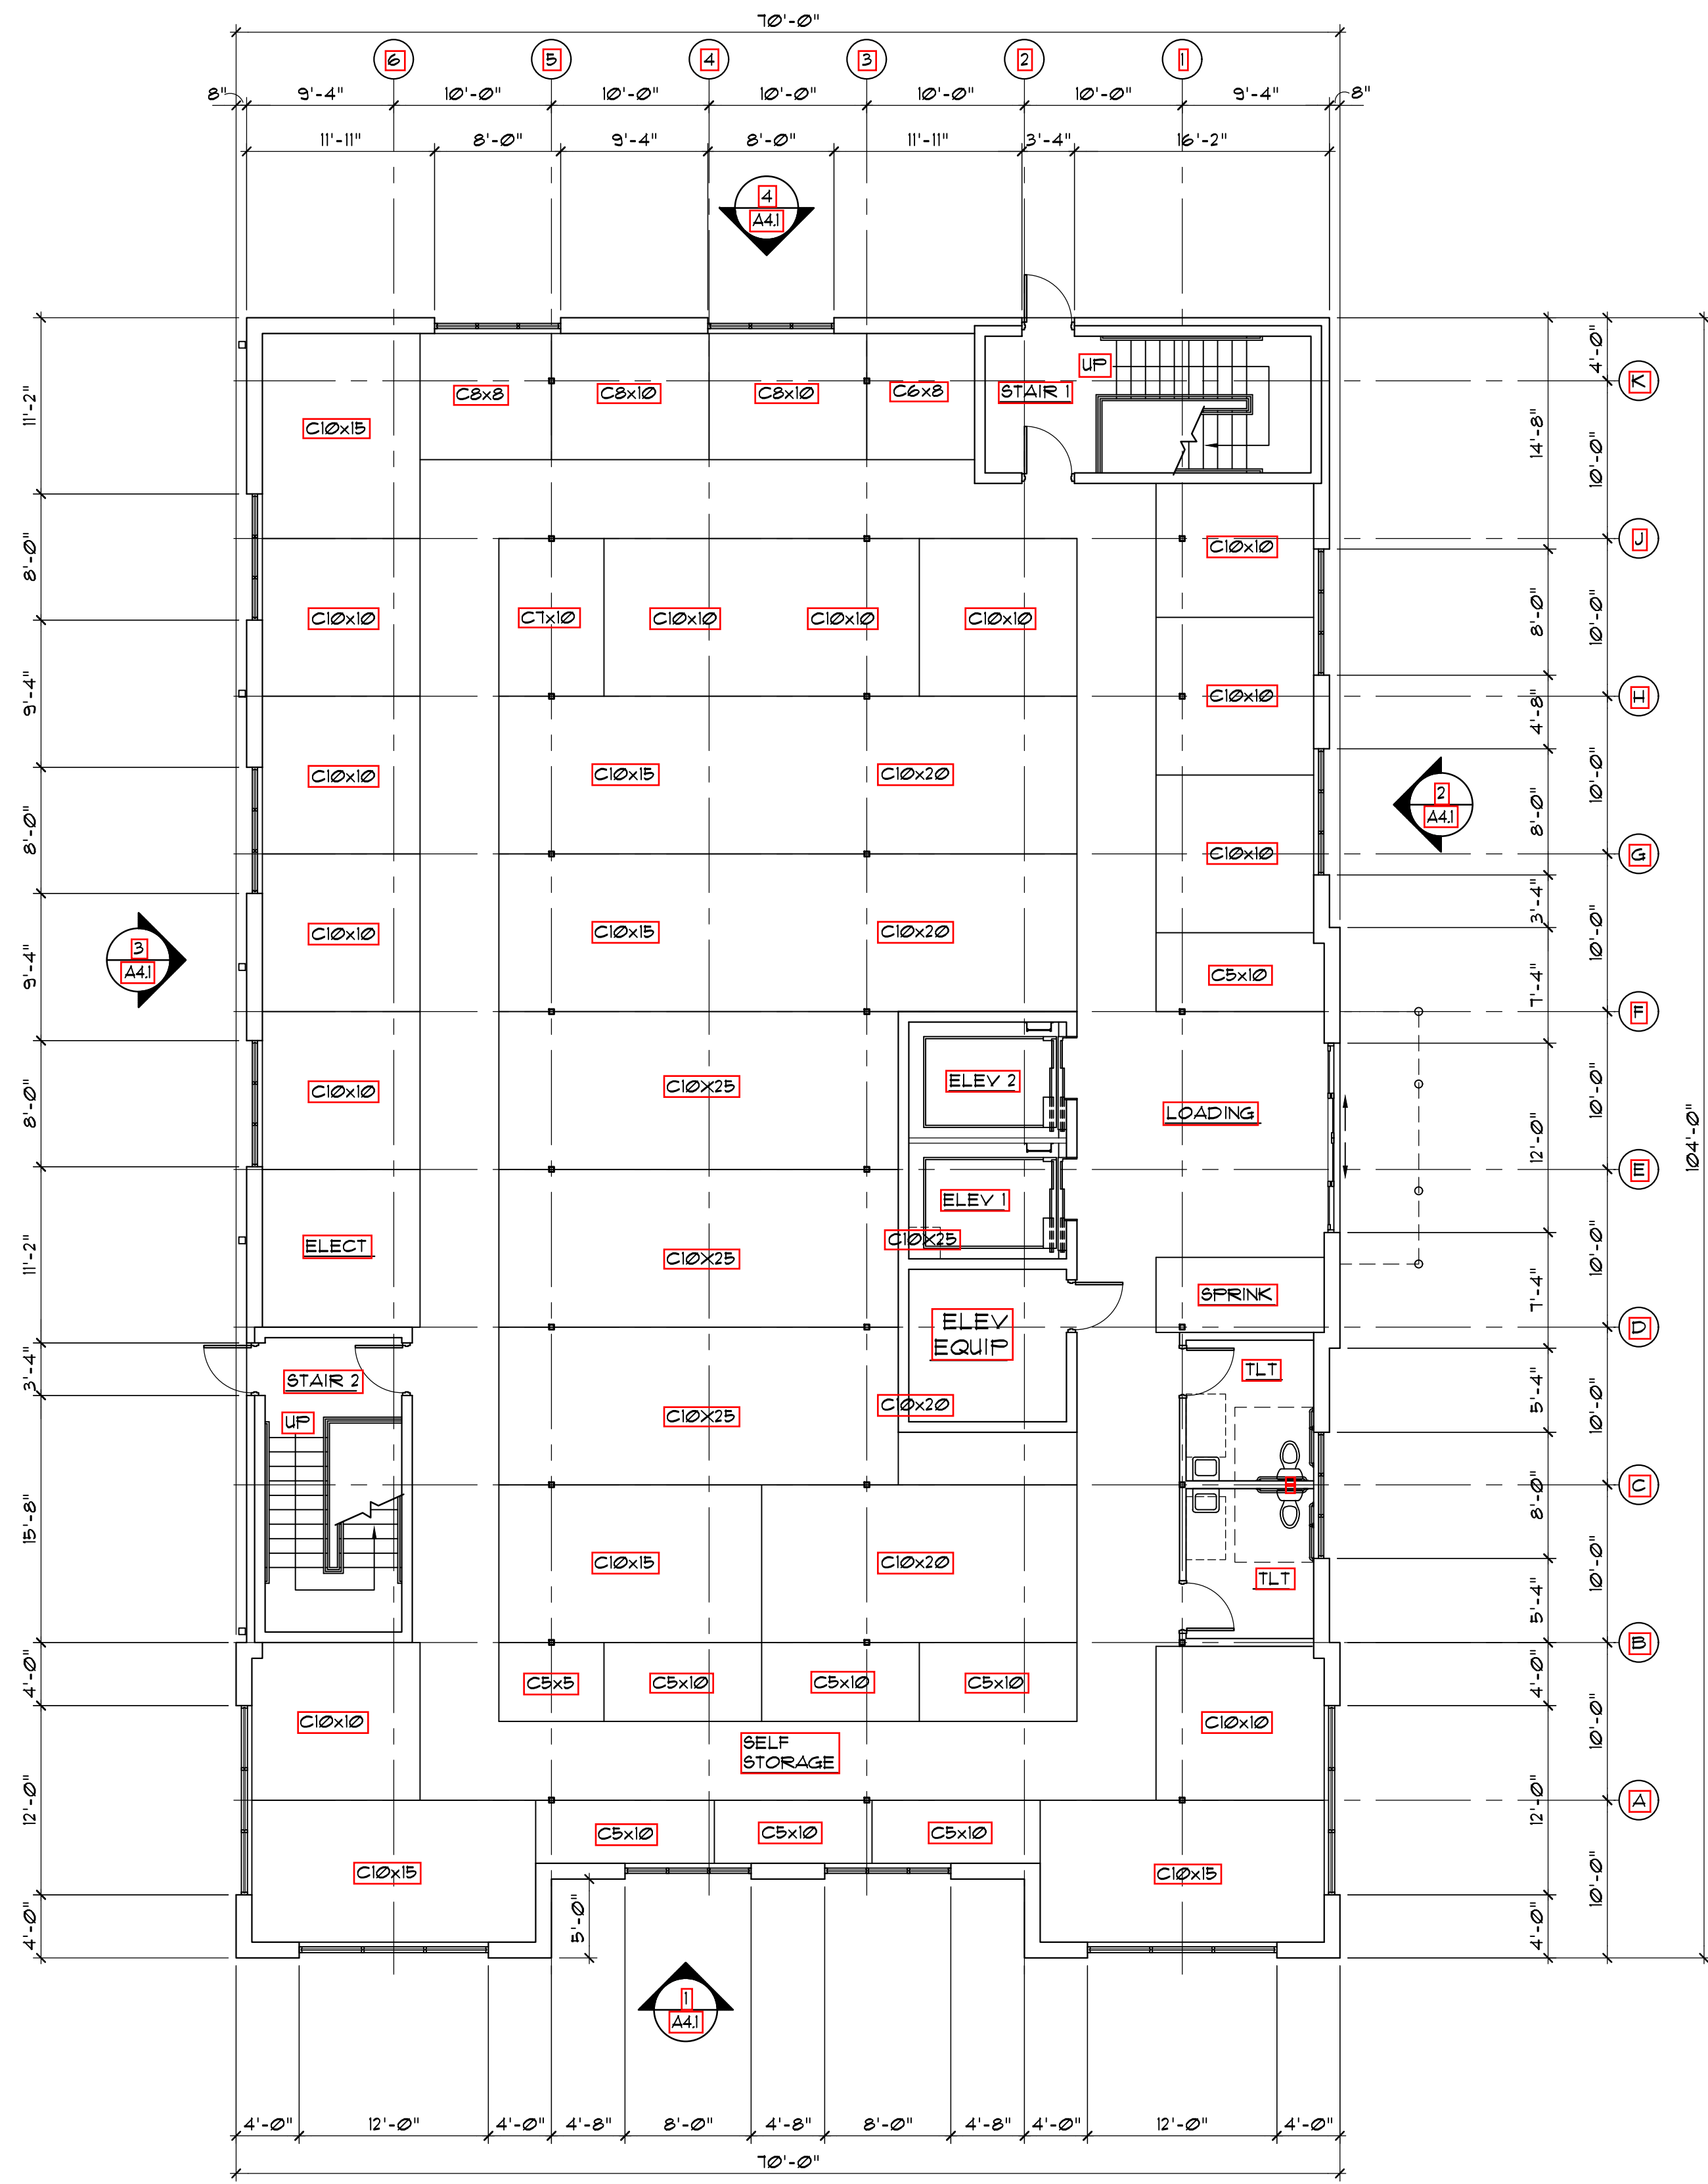 70'-0"
6 5 4 3 2 1
8" 9'-4" 10'-0" 10'-0" 10'-0" 10'-0" 10'-0" 9'-4" 8"
11'-11" 8'-0" 9'-4" 8'-0" 11'-11" 3'-4" 16'-2"
4
A4.1
4'-0"
UP
K
C8x8 C8x10 C8x10 C6x8 STAIR 1
11'-2"
C10x15
14'-8"
10'-0"
J
C10x10
8'-0"
C10x10 C7x10 C10x10 C10x10 C10x10
8'-0"
10'-0"
9'-4"
C10x10
H
4'-8"
C10x10 C10x15 C10x20
10'-0"
2
A4.1
8'-0"
8'-0"
C10x10
G
3'-4"
C10x10 C10x15 C10x20
10'-0"
3
A4.1
9'-4"
C5x10
7'-4"
F
C10x10 C10X25 ELEV 2
8'-0"
10'-0"
LOADING
12'-0"
104'-0"
E
ELEV 1
C10x25
11'-2"
ELECT
C10X25
10'-0"
SPRINK
7'-4"
ELEV
EQUIP
D
3'-4"
STAIR 2
TLT
5'-4"
UP
C10X25
C10x20
10'-0"
C
15'-8"
8'-0"
C10x15 C10x20
TLT
10'-0"
5'-4"
B
4'-0"
C5x5 C5x10 C5x10 C5x10
4'-0"
C10x10
C10x10
10'-0"
SELF
STORAGE
12'-0"
12'-0"
A
C5x10 C5x10 C5x10
C10x15
C10x15
10'-0"
4'-0"
5'-0"
4'-0"
1
A4.1
4'-0" 12'-0" 4'-0" 4'-8" 8'-0" 4'-8" 8'-0" 4'-8" 4'-0" 12'-0" 4'-0"
70'-0"